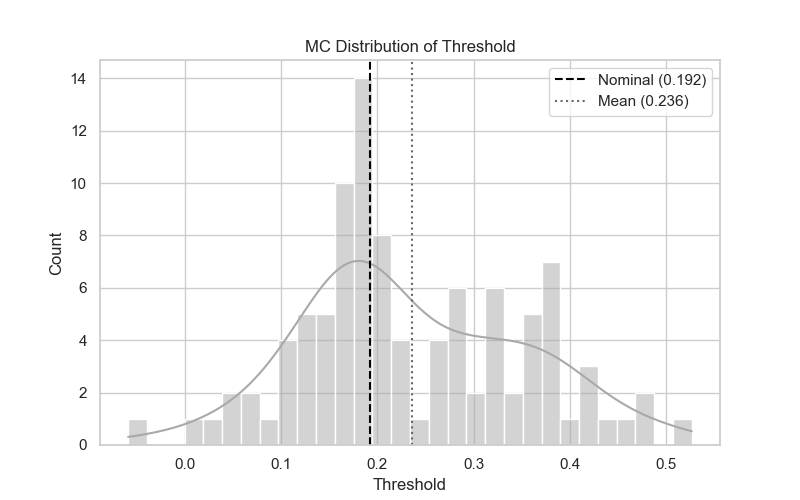 MC Distribution of Threshold
Nominal (0.192)
Mean (0.236)
Count
14
12
10
8
6
4
2
0
0.0 0.1 0.2 0.3 0.4 0.5
Threshold